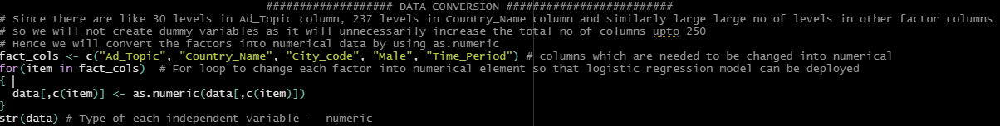 ################### DATA CONVERSION #########################
# Since there are like 30 levels in Ad_Topic column, 237 levels in Country_Name column and similarly large large no of levels in other factor columns
# so we will not create dummy variables as it will unnecessarily increase the total no of columns upto 250
# Hence we will convert the factors into numerical data by using as.numeric
fact_cols <- c("Ad_Topic", "Country_Name", "City_code", "Male", "Time_Period") # columns which are needed to be changed into numerical
for(item in fact_cols)  # For loop to change each factor into numerical element so that logistic regression model can be deployed
{
  data[,c(item)] <- as.numeric(data[,c(item)])
}
str(data) # Type of each independent variable -  numeric